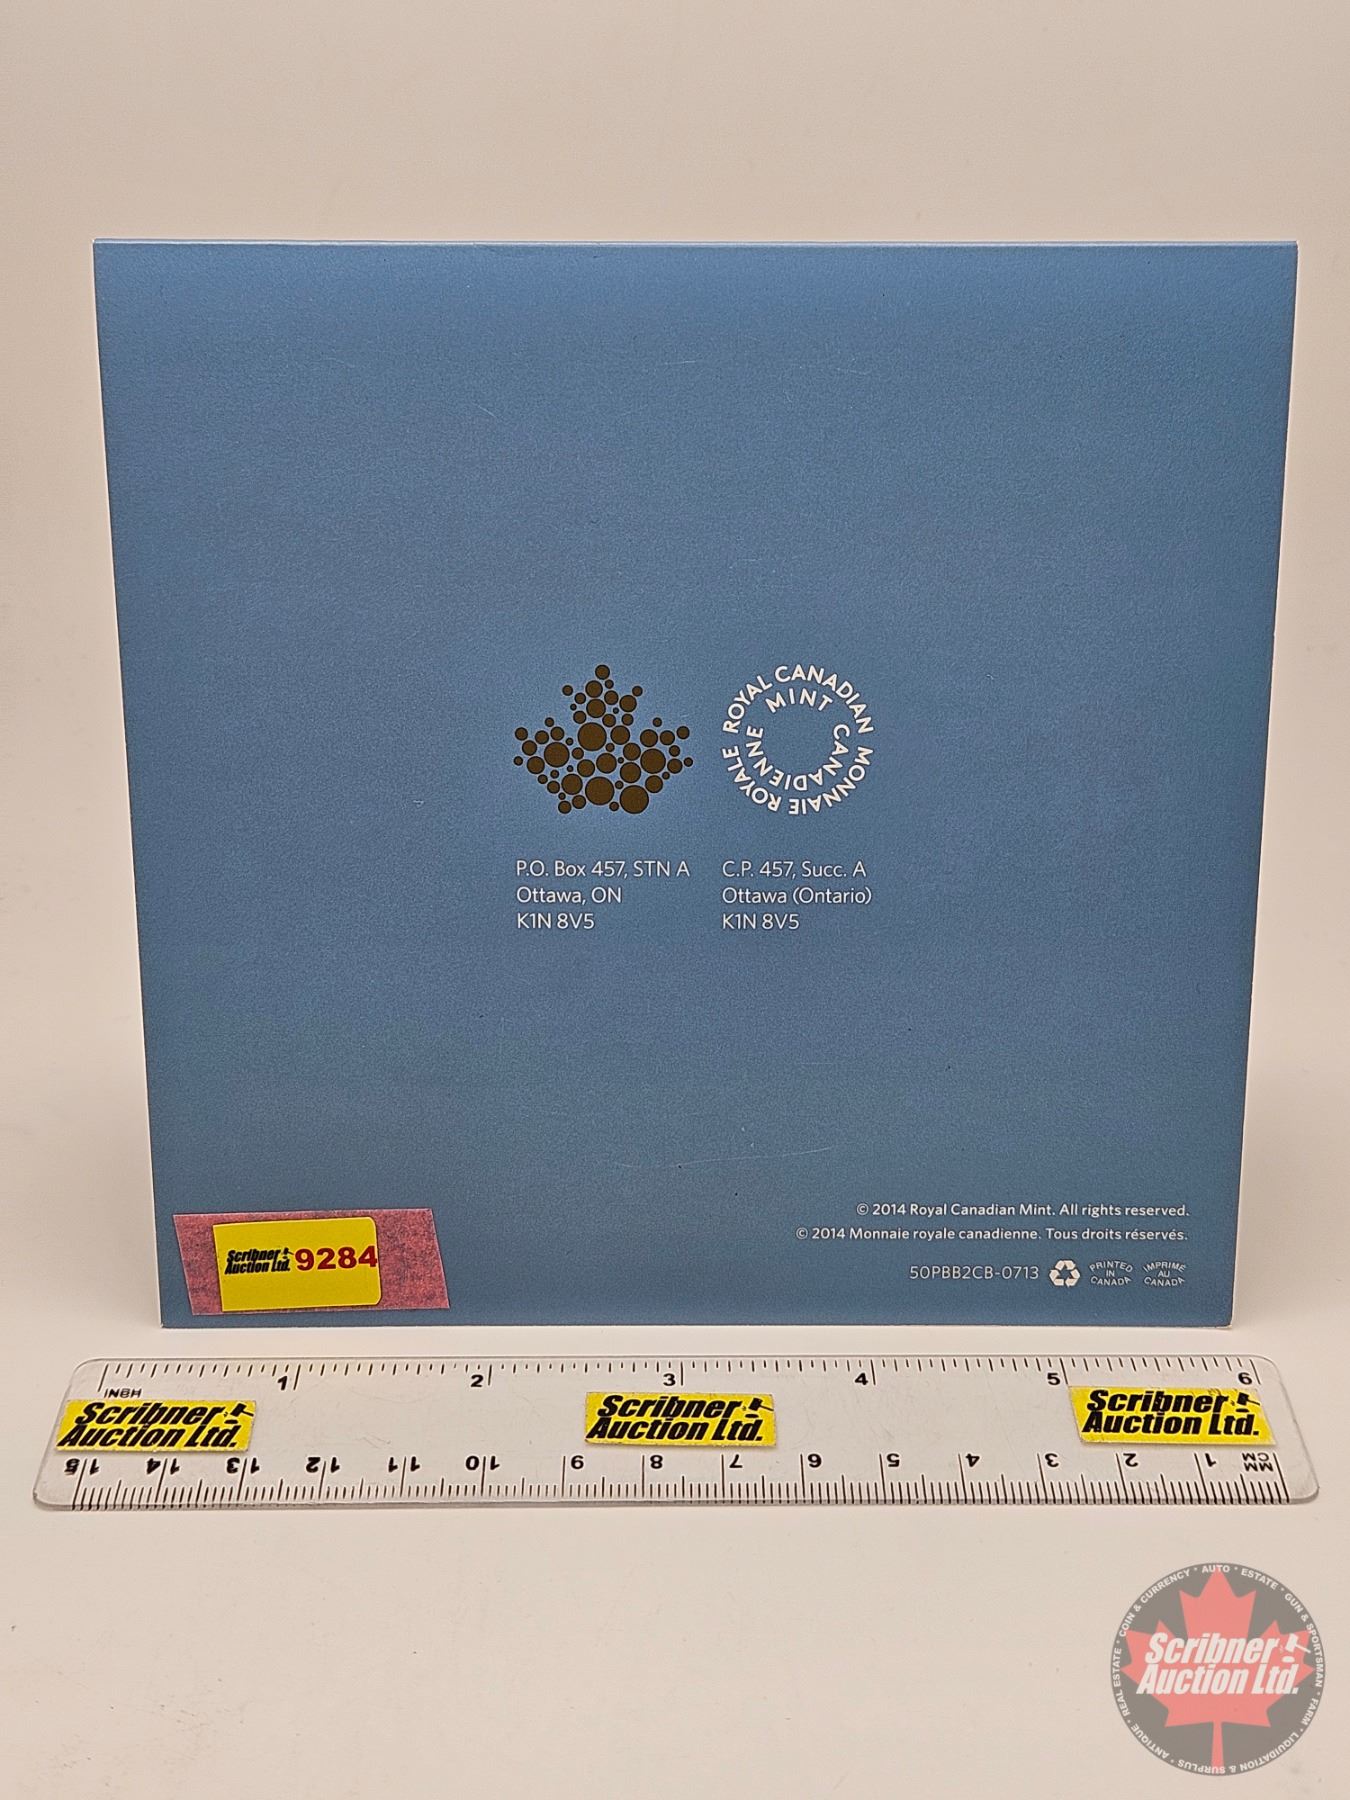 ROYAL CANADIAN MINT
MONNAIE ROYALE CANADIENNE
P.O. Box 457, STN A
Ottawa, ON
K1N 8V5
C.P. 457, Succ. A
Ottawa (Ontario)
K1N 8V5
© 2014 Royal Canadian Mint. All rights reserved.
© 2014 Monnaie royale canadienne. Tous droits réservés.
50PBB2CB-0713
PRINTED IN CANADA
IMPRIMÉ AU CANADA
Scribner
Auction Ltd.
9284
1 2 3 4 5 6
INCH
Scribner
Auction Ltd.
Scribner
Auction Ltd.
Scribner
Auction Ltd.
15 14 13 12 11 10 9 8 7 6 5 4 3 2 1
MM
CM
COIN & CURRENCY • AUTO • ESTATE • GUN & SPORTSMAN • FARM • LIQUIDATION & SURPLUS • ANTIQUE • REAL ESTATE •
Scribner
Auction Ltd.